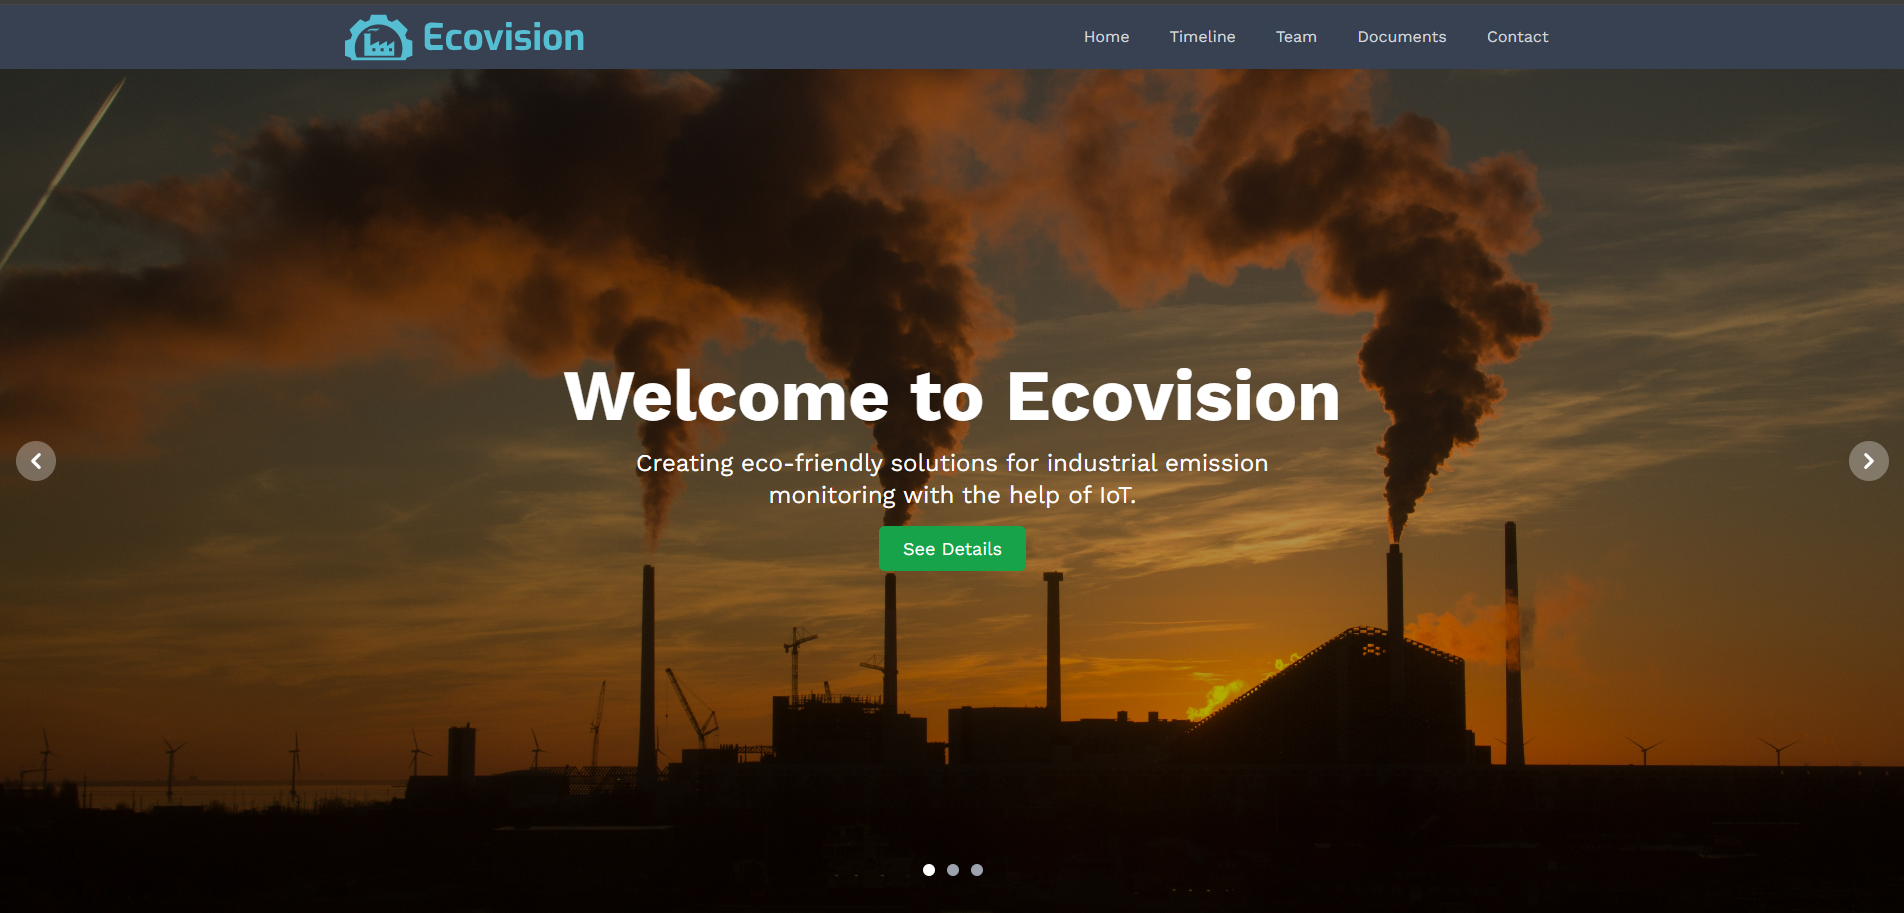 Ecovision
Home Timeline Team Documents Contact
Welcome to Ecovision
Creating eco-friendly solutions for industrial emission
monitoring with the help of IoT.
See Details